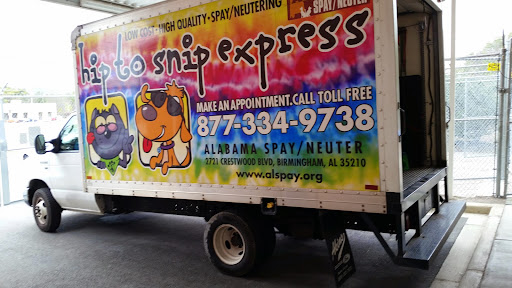 LOW COST·HIGH QUALITY·SPAY/NEUTERING
SPAY/NEUTER
hip to snip express
MAKE AN APPOINTMENT.CALL TOLL FREE
877-334-9738
ALABAMA SPAY/NEUTER
3721 CRESTWOOD BLVD, BIRMINGHAM, AL 35210
www.alspay.org